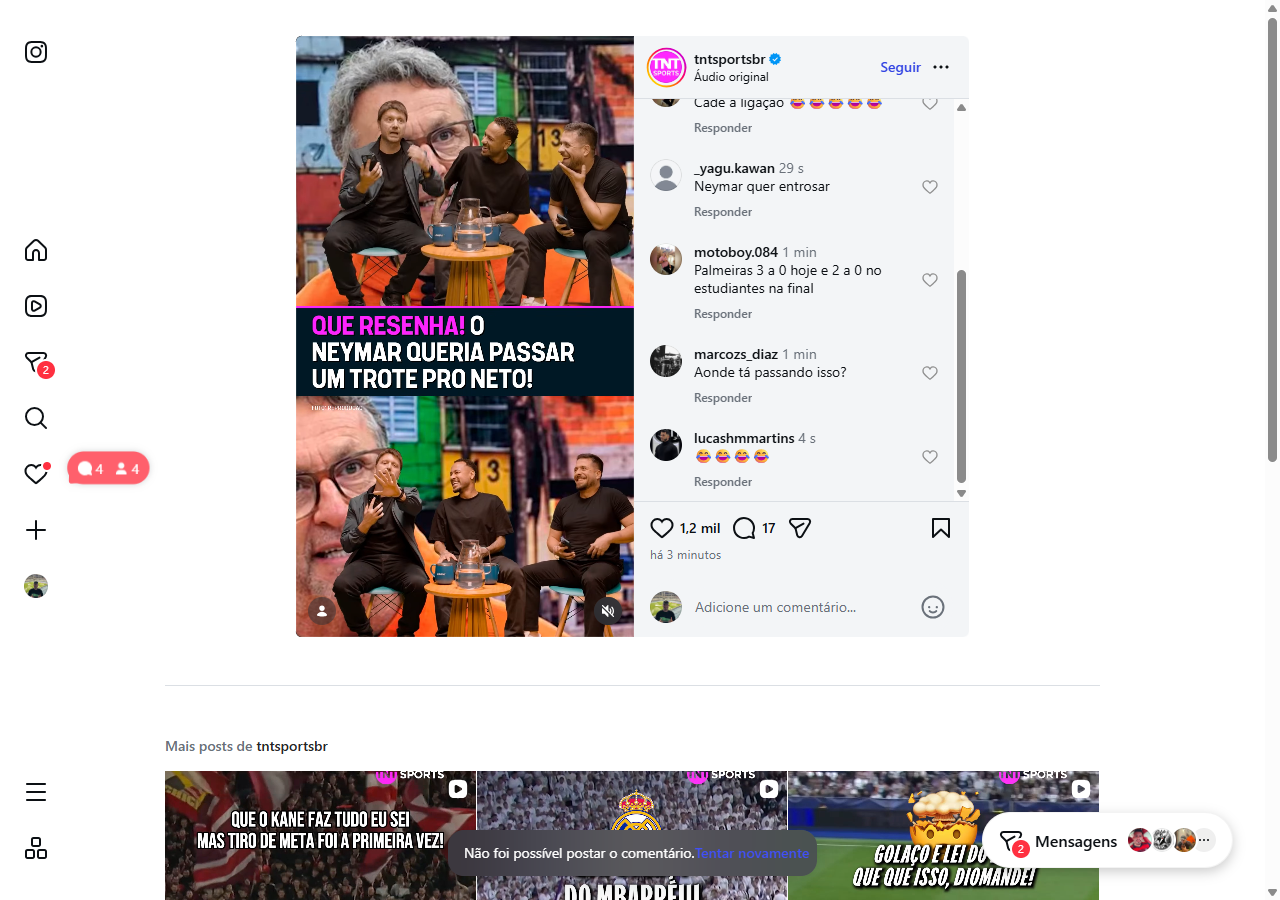 tntsportsbr
Áudio original
Seguir
TNT
SPORTS
Cadê a ligação 😂😂😂😂😂
Responder
_yagu.kawan 29 s
Neymar quer entrosar
Responder
motoboy.084 1 min
Palmeiras 3 a 0 hoje e 2 a 0 no
estudiantes na final
Responder
marcozs_diaz 1 min
Aonde tá passando isso?
Responder
lucashmmartins 4 s
😂😂😂😂
Responder
13
QUE RESENHA! O
NEYMAR QUERIA PASSAR
UM TROTE PRO NETO!
13
1,2 mil
17
há 3 minutos
Adicione um comentário...
2
4 4
Mais posts de tntsportsbr
TNT SPORTS
QUE O KANE FAZ TUDO EU SEI
MAS TIRO DE META FOI A PRIMEIRA VEZ!
TNT SPORTS
DO MBAPPÉ!!
TNT SPORTS
GOLAÇO E LEI DO
QUE QUE ISSO, DIOMANDE!
Não foi possível postar o comentário. Tentar novamente
2
Mensagens